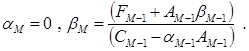 α_M = 0 , β_M = (F_{M-1} + A_{M-1}β_{M-1}) / (C_{M-1} − α_{M-1}A_{M-1}) .